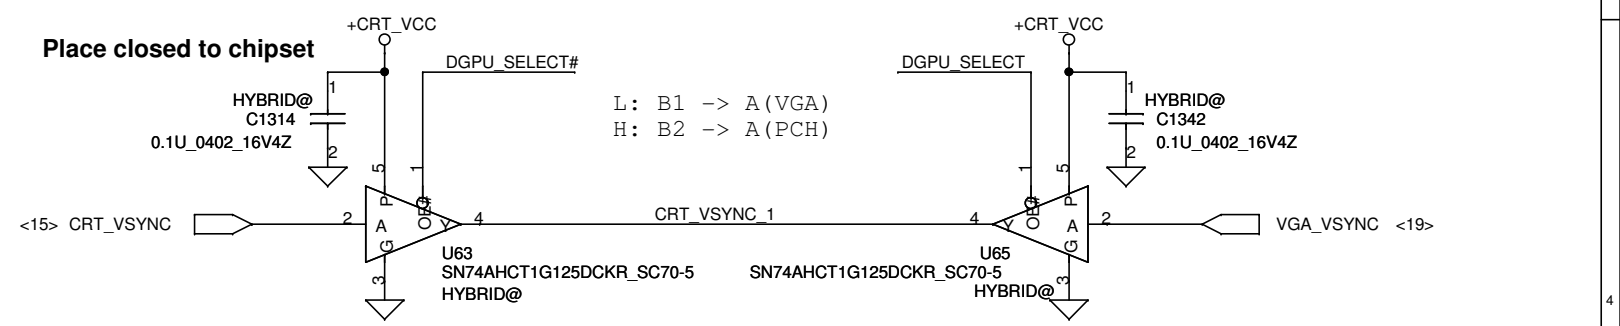 +CRT_VCC
+CRT_VCC
Place closed to chipset
DGPU_SELECT#
DGPU_SELECT
1
1
HYBRID@
C1314
0.1U_0402_16V4Z
2
L: B1 -> A(VGA)
H: B2 -> A(PCH)
HYBRID@
C1342
0.1U_0402_16V4Z
2
5
1
1
5
P
OE#
OE#
P
<15> CRT_VSYNC
2
A
Y
4
CRT_VSYNC_1
4
Y
A
2
VGA_VSYNC <19>
G
G
3
3
U63
SN74AHCT1G125DCKR_SC70-5
HYBRID@
U65
SN74AHCT1G125DCKR_SC70-5
HYBRID@
4